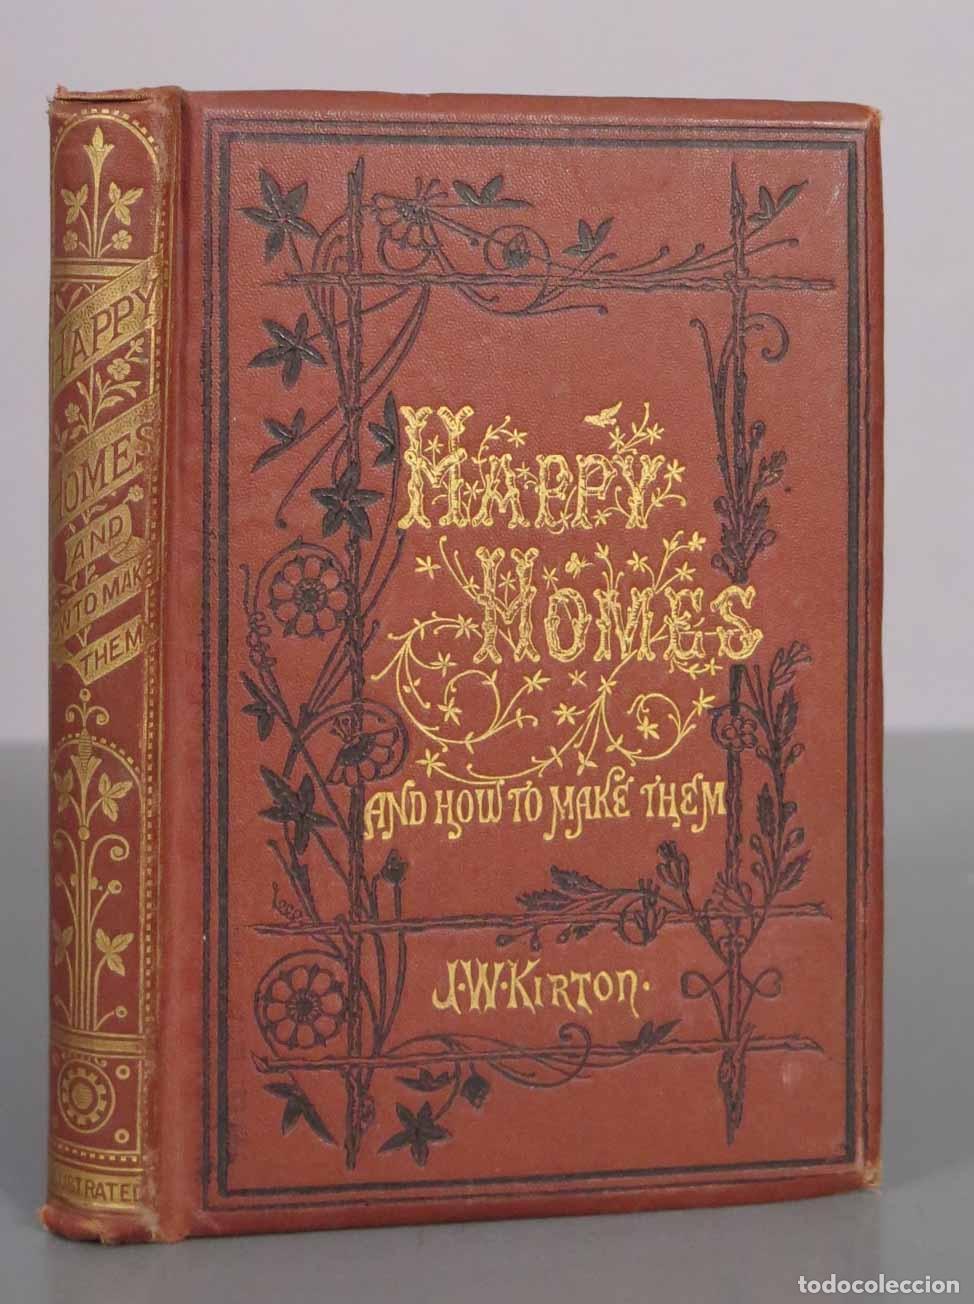 HAPPY
HOMES
AND
HOW TO MAKE
THEM
ILLUSTRATED
HAPPY
HOMES
AND HOW TO MAKE THEM
J·W·KIRTON·
todocoleccion